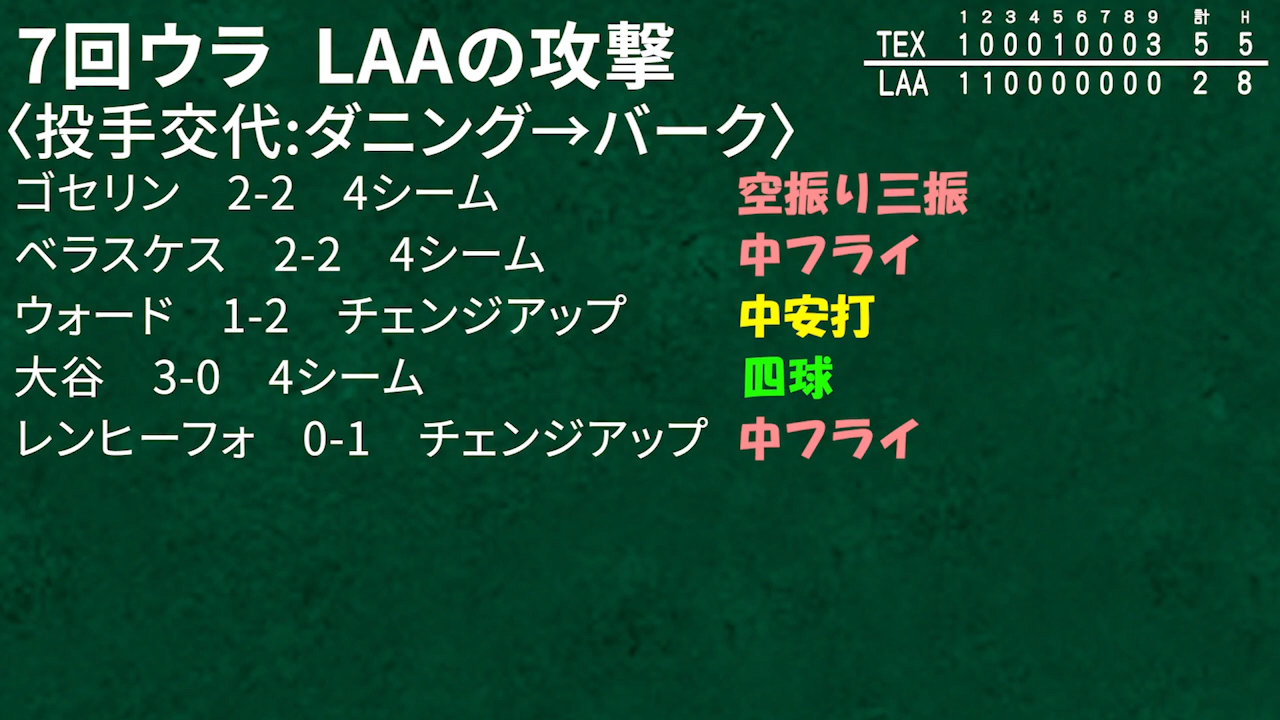 7回ウラ LAAの攻撃
1 2 3 4 5 6 7 8 9 計 H
TEX 1 0 0 0 1 0 0 0 3 5 5
LAA 1 1 0 0 0 0 0 0 0 2 8
〈投手交代:ダニング→バーク〉
ゴセリン 2-2 4シーム 空振り三振
ベラスケス 2-2 4シーム 中フライ
ウォード 1-2 チェンジアップ 中安打
大谷 3-0 4シーム 四球
レンヒーフォ 0-1 チェンジアップ 中フライ